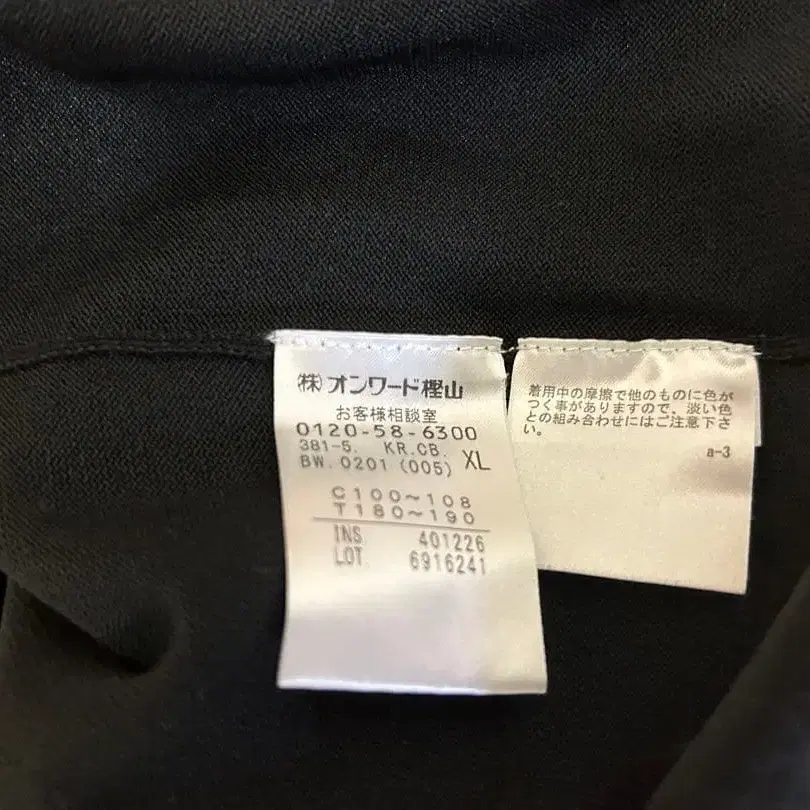 (株)オンワード樫山
お客様相談室
0120-58-6300
381-5. KR.CB.
BW.0201 (005) XL
C100～108
T180～190
INS 401226
LOT 6916241
着用中の摩擦で他のものに色が
つく事がありますので、淡い色
との組み合わせにはご注意下さ
い。
a-3